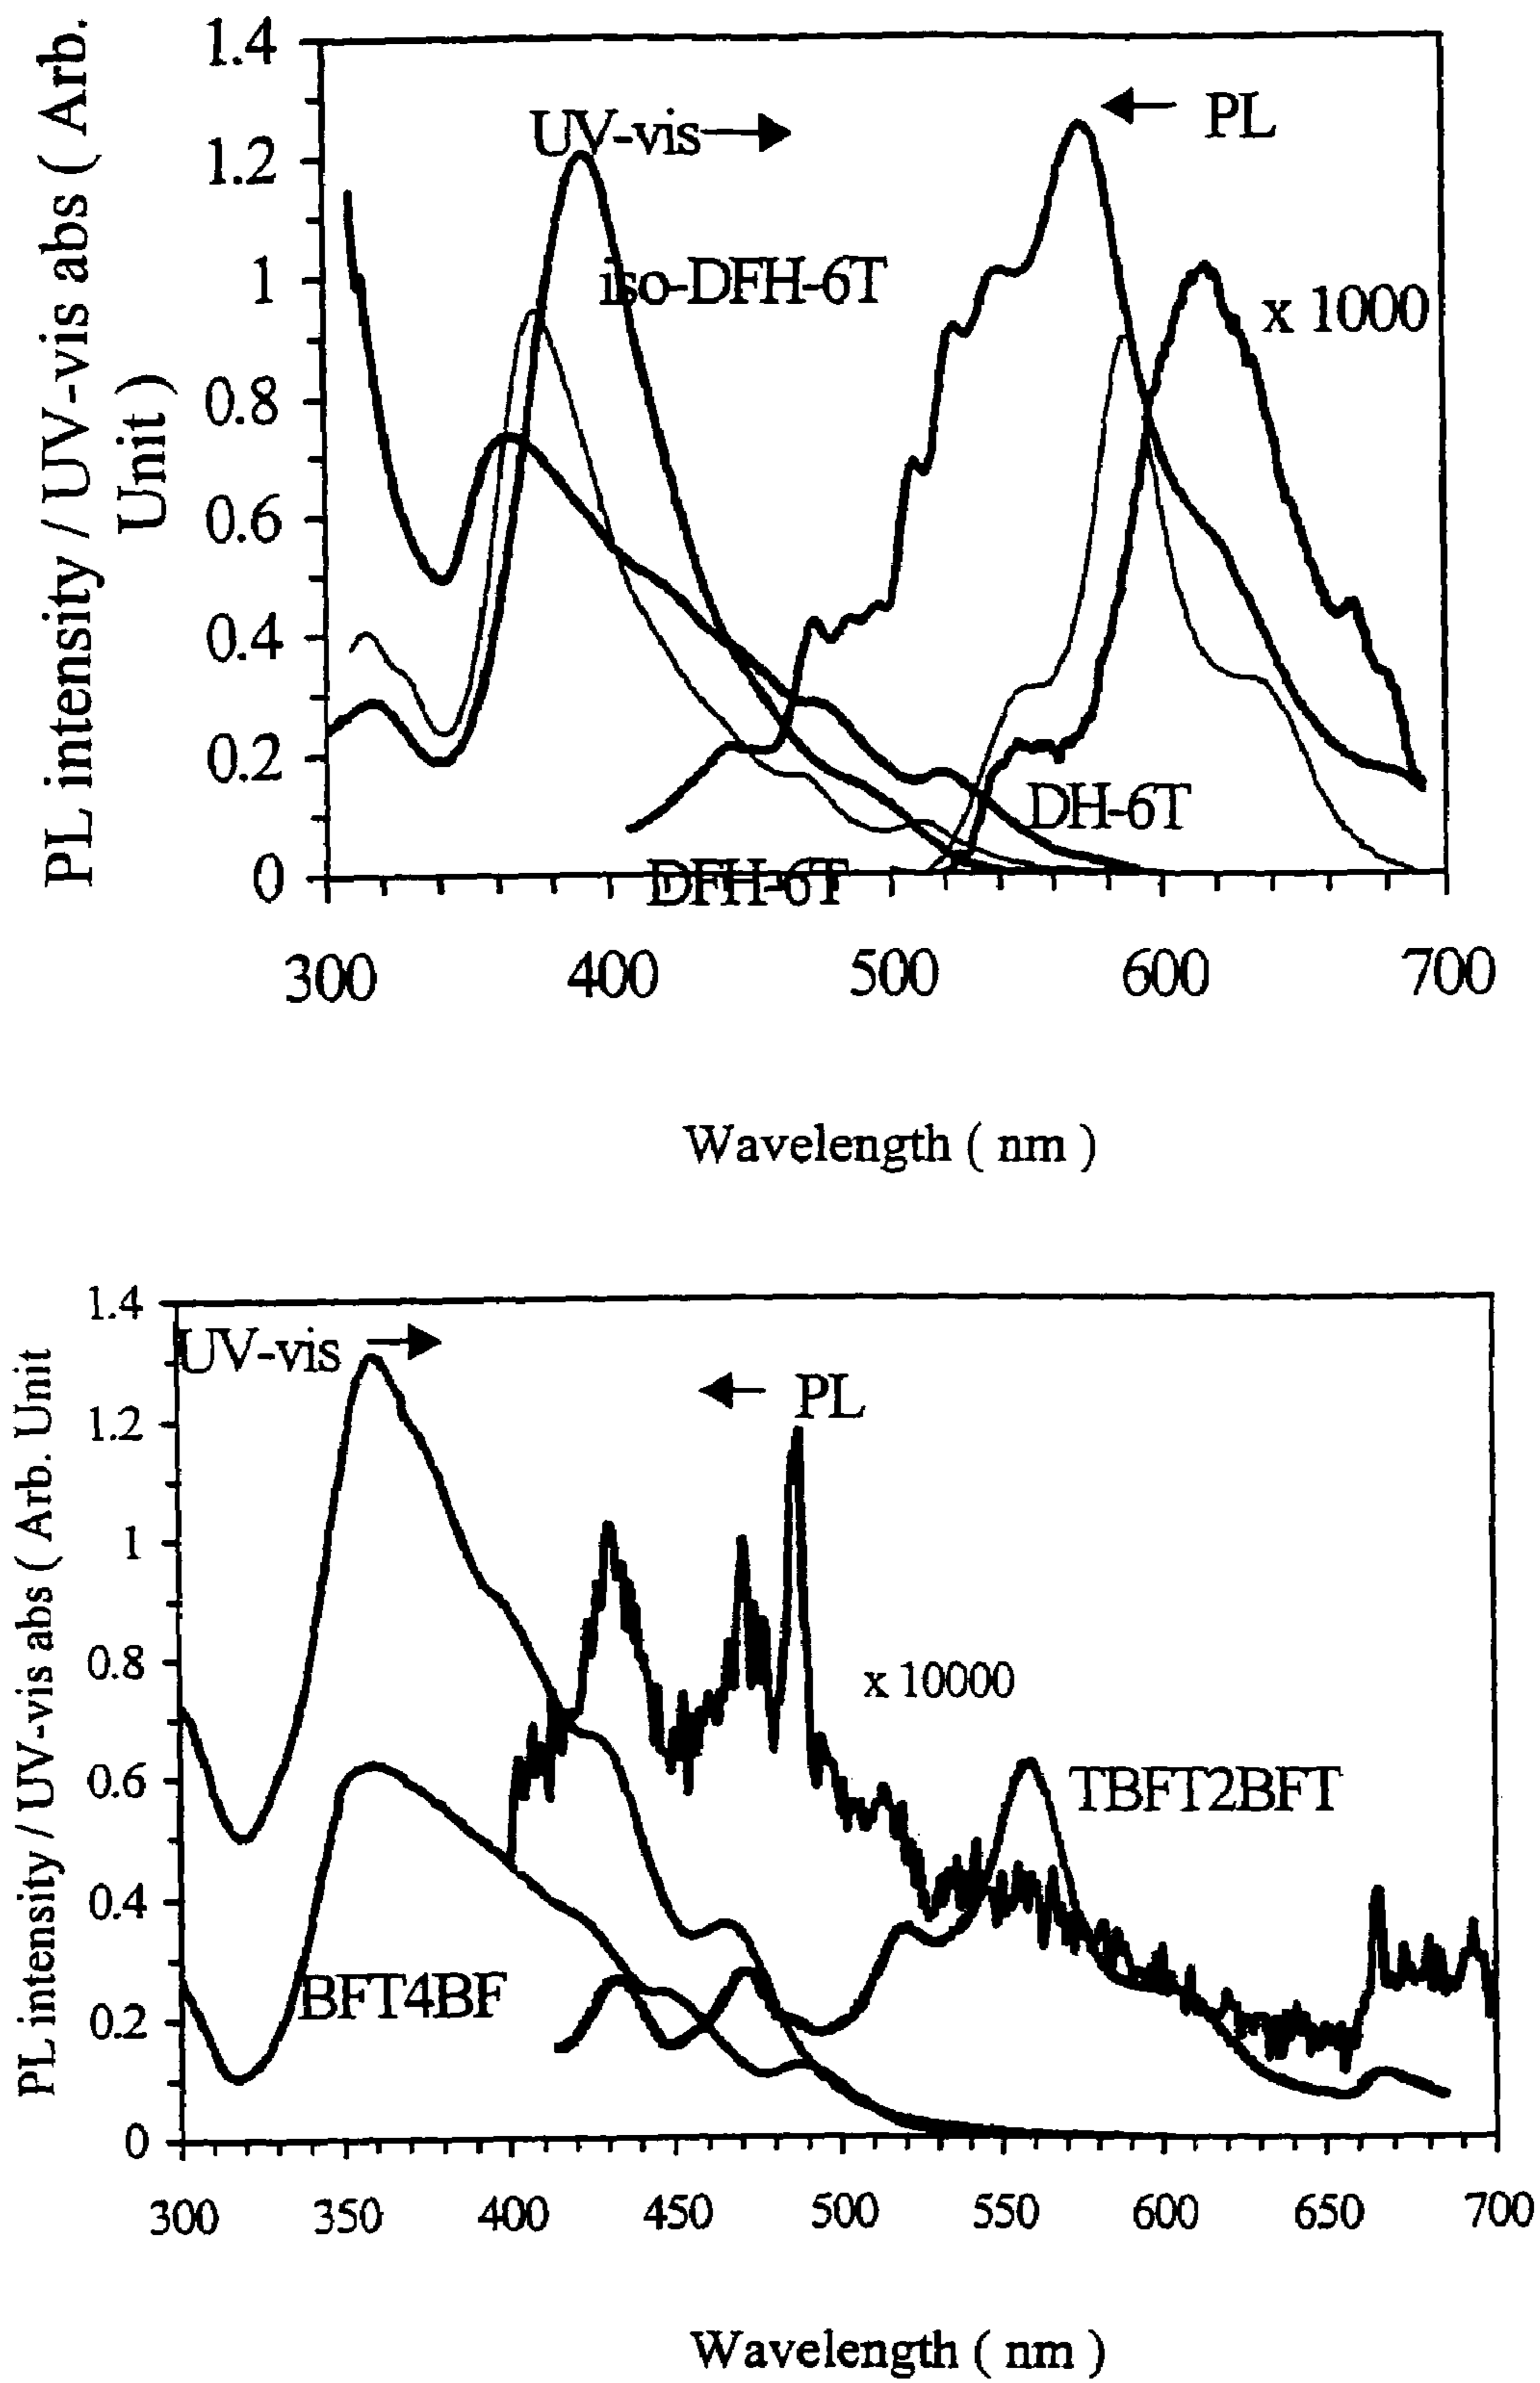 PL intensity / UV-vis abs ( Arb.
Unit )
1.4
1.2
1
0.8
0.6
0.4
0.2
0
UV-vis
PL
iso-DFH-6T
x 1000
DH-6T
DFH-6T
300 400 500 600 700
Wavelength ( nm )
PL intensity / UV-vis abs ( Arb. Unit
1.4
1.2
1
0.8
0.6
0.4
0.2
0
UV-vis
PL
x 10000
TBFT2BFT
BFT4BF
300 350 400 450 500 550 600 650 700
Wavelength ( nm )